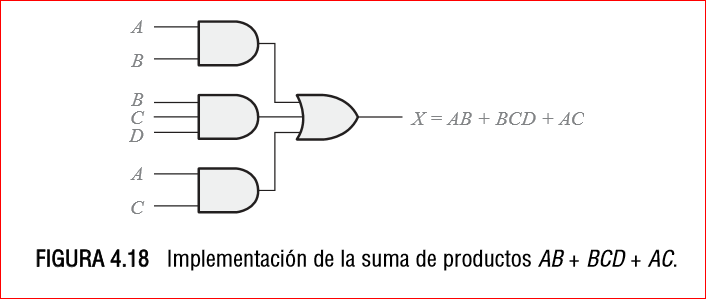 A
B
B
C
D
A
C
X = AB + BCD + AC
FIGURA 4.18 Implementación de la suma de productos AB + BCD + AC.